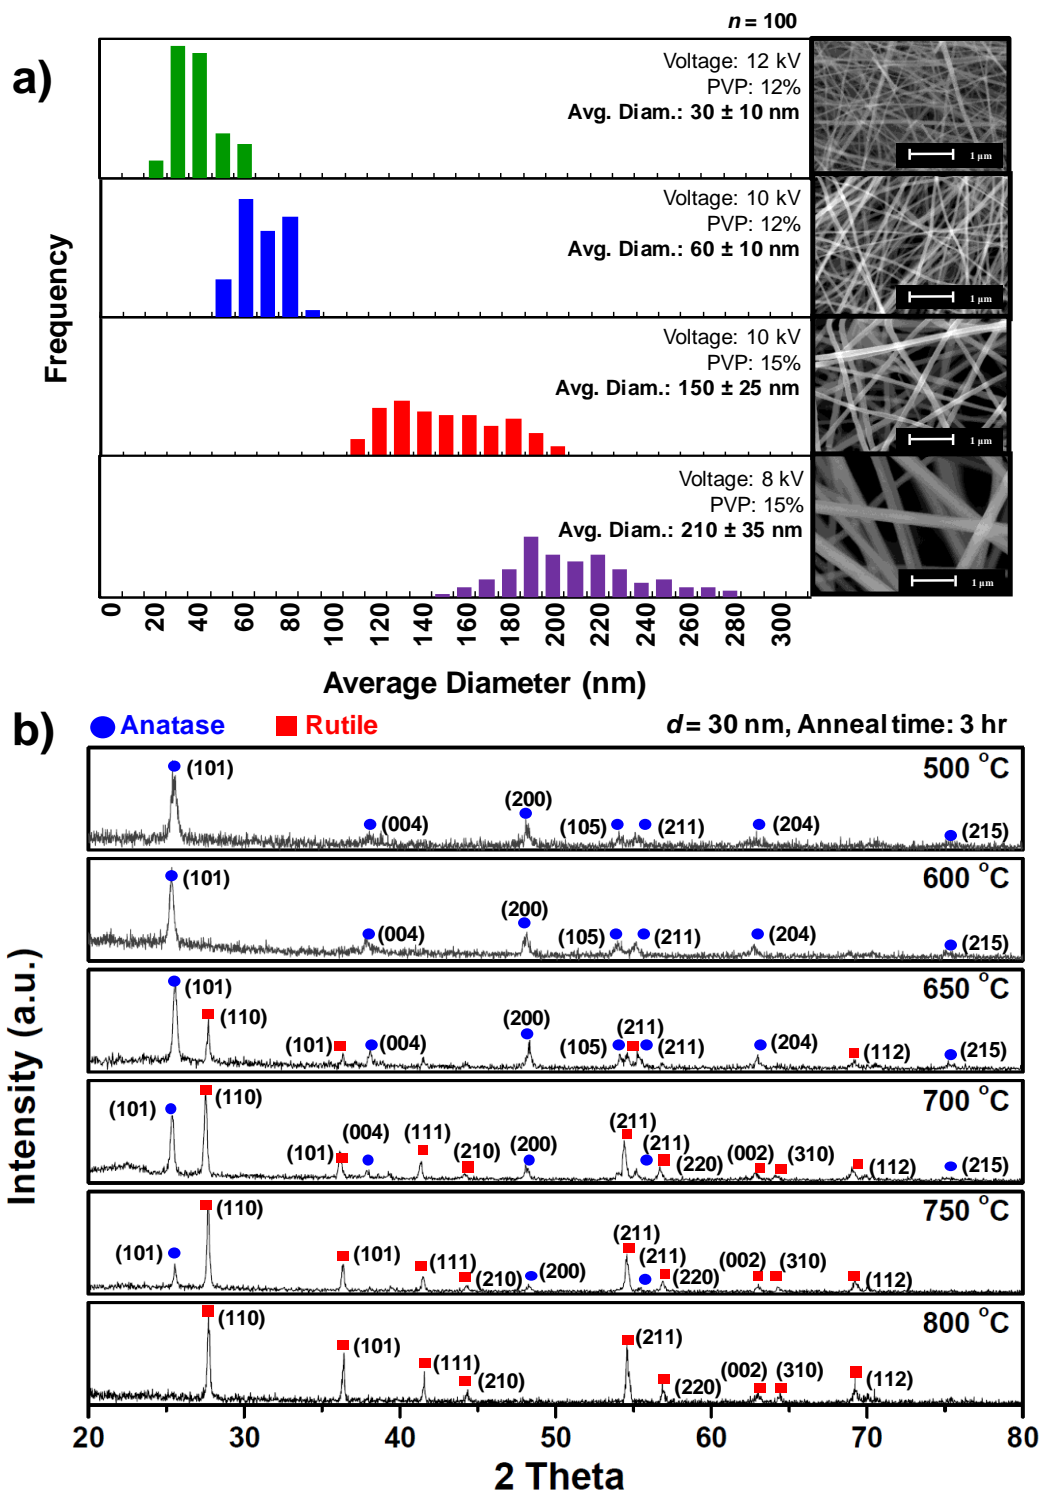 n = 100
a)
Voltage: 12 kV
PVP: 12%
Avg. Diam.: 30 ± 10 nm
1 µm
Voltage: 10 kV
PVP: 12%
Avg. Diam.: 60 ± 10 nm
1 µm
Voltage: 10 kV
PVP: 15%
Avg. Diam.: 150 ± 25 nm
1 µm
Voltage: 8 kV
PVP: 15%
Avg. Diam.: 210 ± 35 nm
1 µm
Frequency
0 20 40 60 80 100 120 140 160 180 200 220 240 260 280 300
Average Diameter (nm)
b)
Anatase Rutile d = 30 nm, Anneal time: 3 hr
500 °C
(101) (004) (200) (105) (211) (204) (215)
600 °C
(101) (004) (200) (105) (211) (204) (215)
650 °C
(101) (110) (101) (004) (200) (105) (211) (211) (204) (112) (215)
700 °C
(101) (110) (101) (004) (111) (210) (200) (211) (211) (220) (002) (310) (112) (215)
750 °C
(101) (110) (101) (111) (210) (200) (211) (211) (220) (002) (310) (112)
800 °C
(110) (101) (111) (210) (211) (220) (002) (310) (112)
Intensity (a.u.)
20 30 40 50 60 70 80
2 Theta